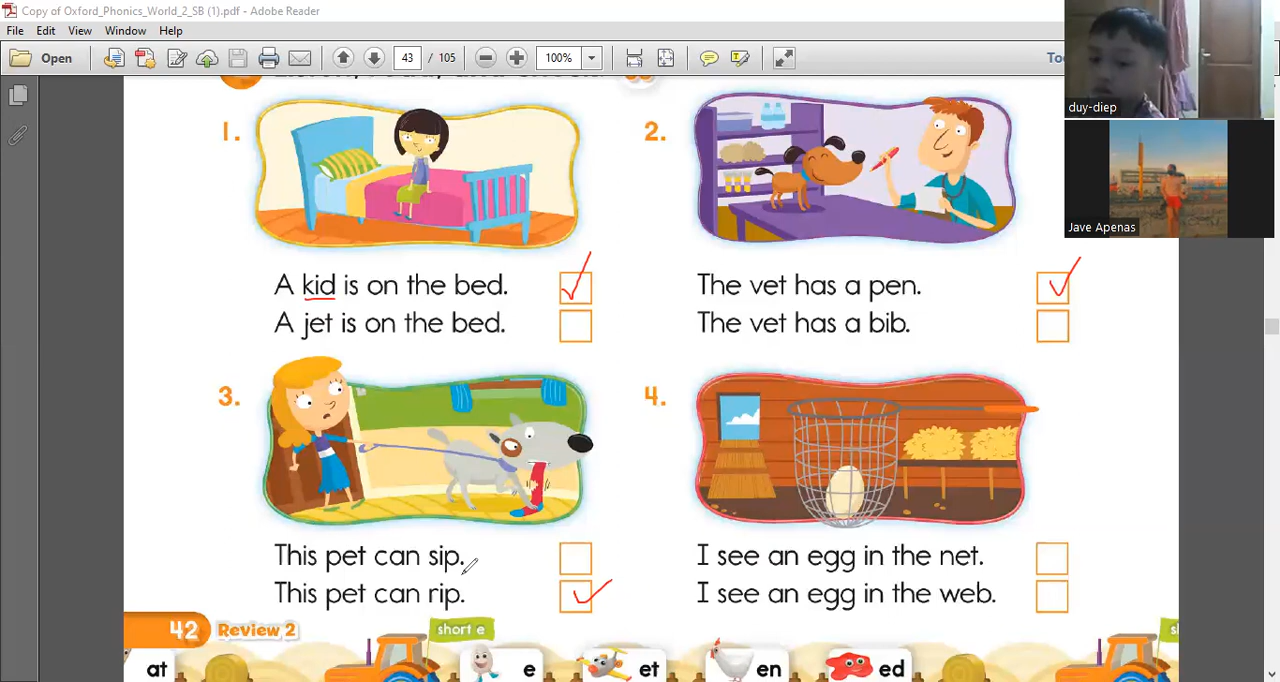 Copy of Oxford_Phonics_World_2_SB (1).pdf - Adobe Reader
File Edit View Window Help
Open 43 / 105 100%
duy-diep
Jave Apenas
1.
A kid is on the bed.
A jet is on the bed.
2.
The vet has a pen.
The vet has a bib.
3.
This pet can sip.
This pet can rip.
4.
I see an egg in the net.
I see an egg in the web.
42 Review 2
short e
at e et en ed